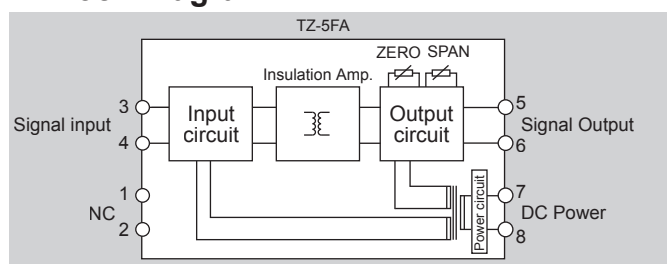 TZ-5FA
ZERO SPAN
Insulation Amp.
3
4
Signal input
Input
circuit
Output
circuit
5
6
Signal Output
1
2
NC
Power circuit
7
8
DC Power